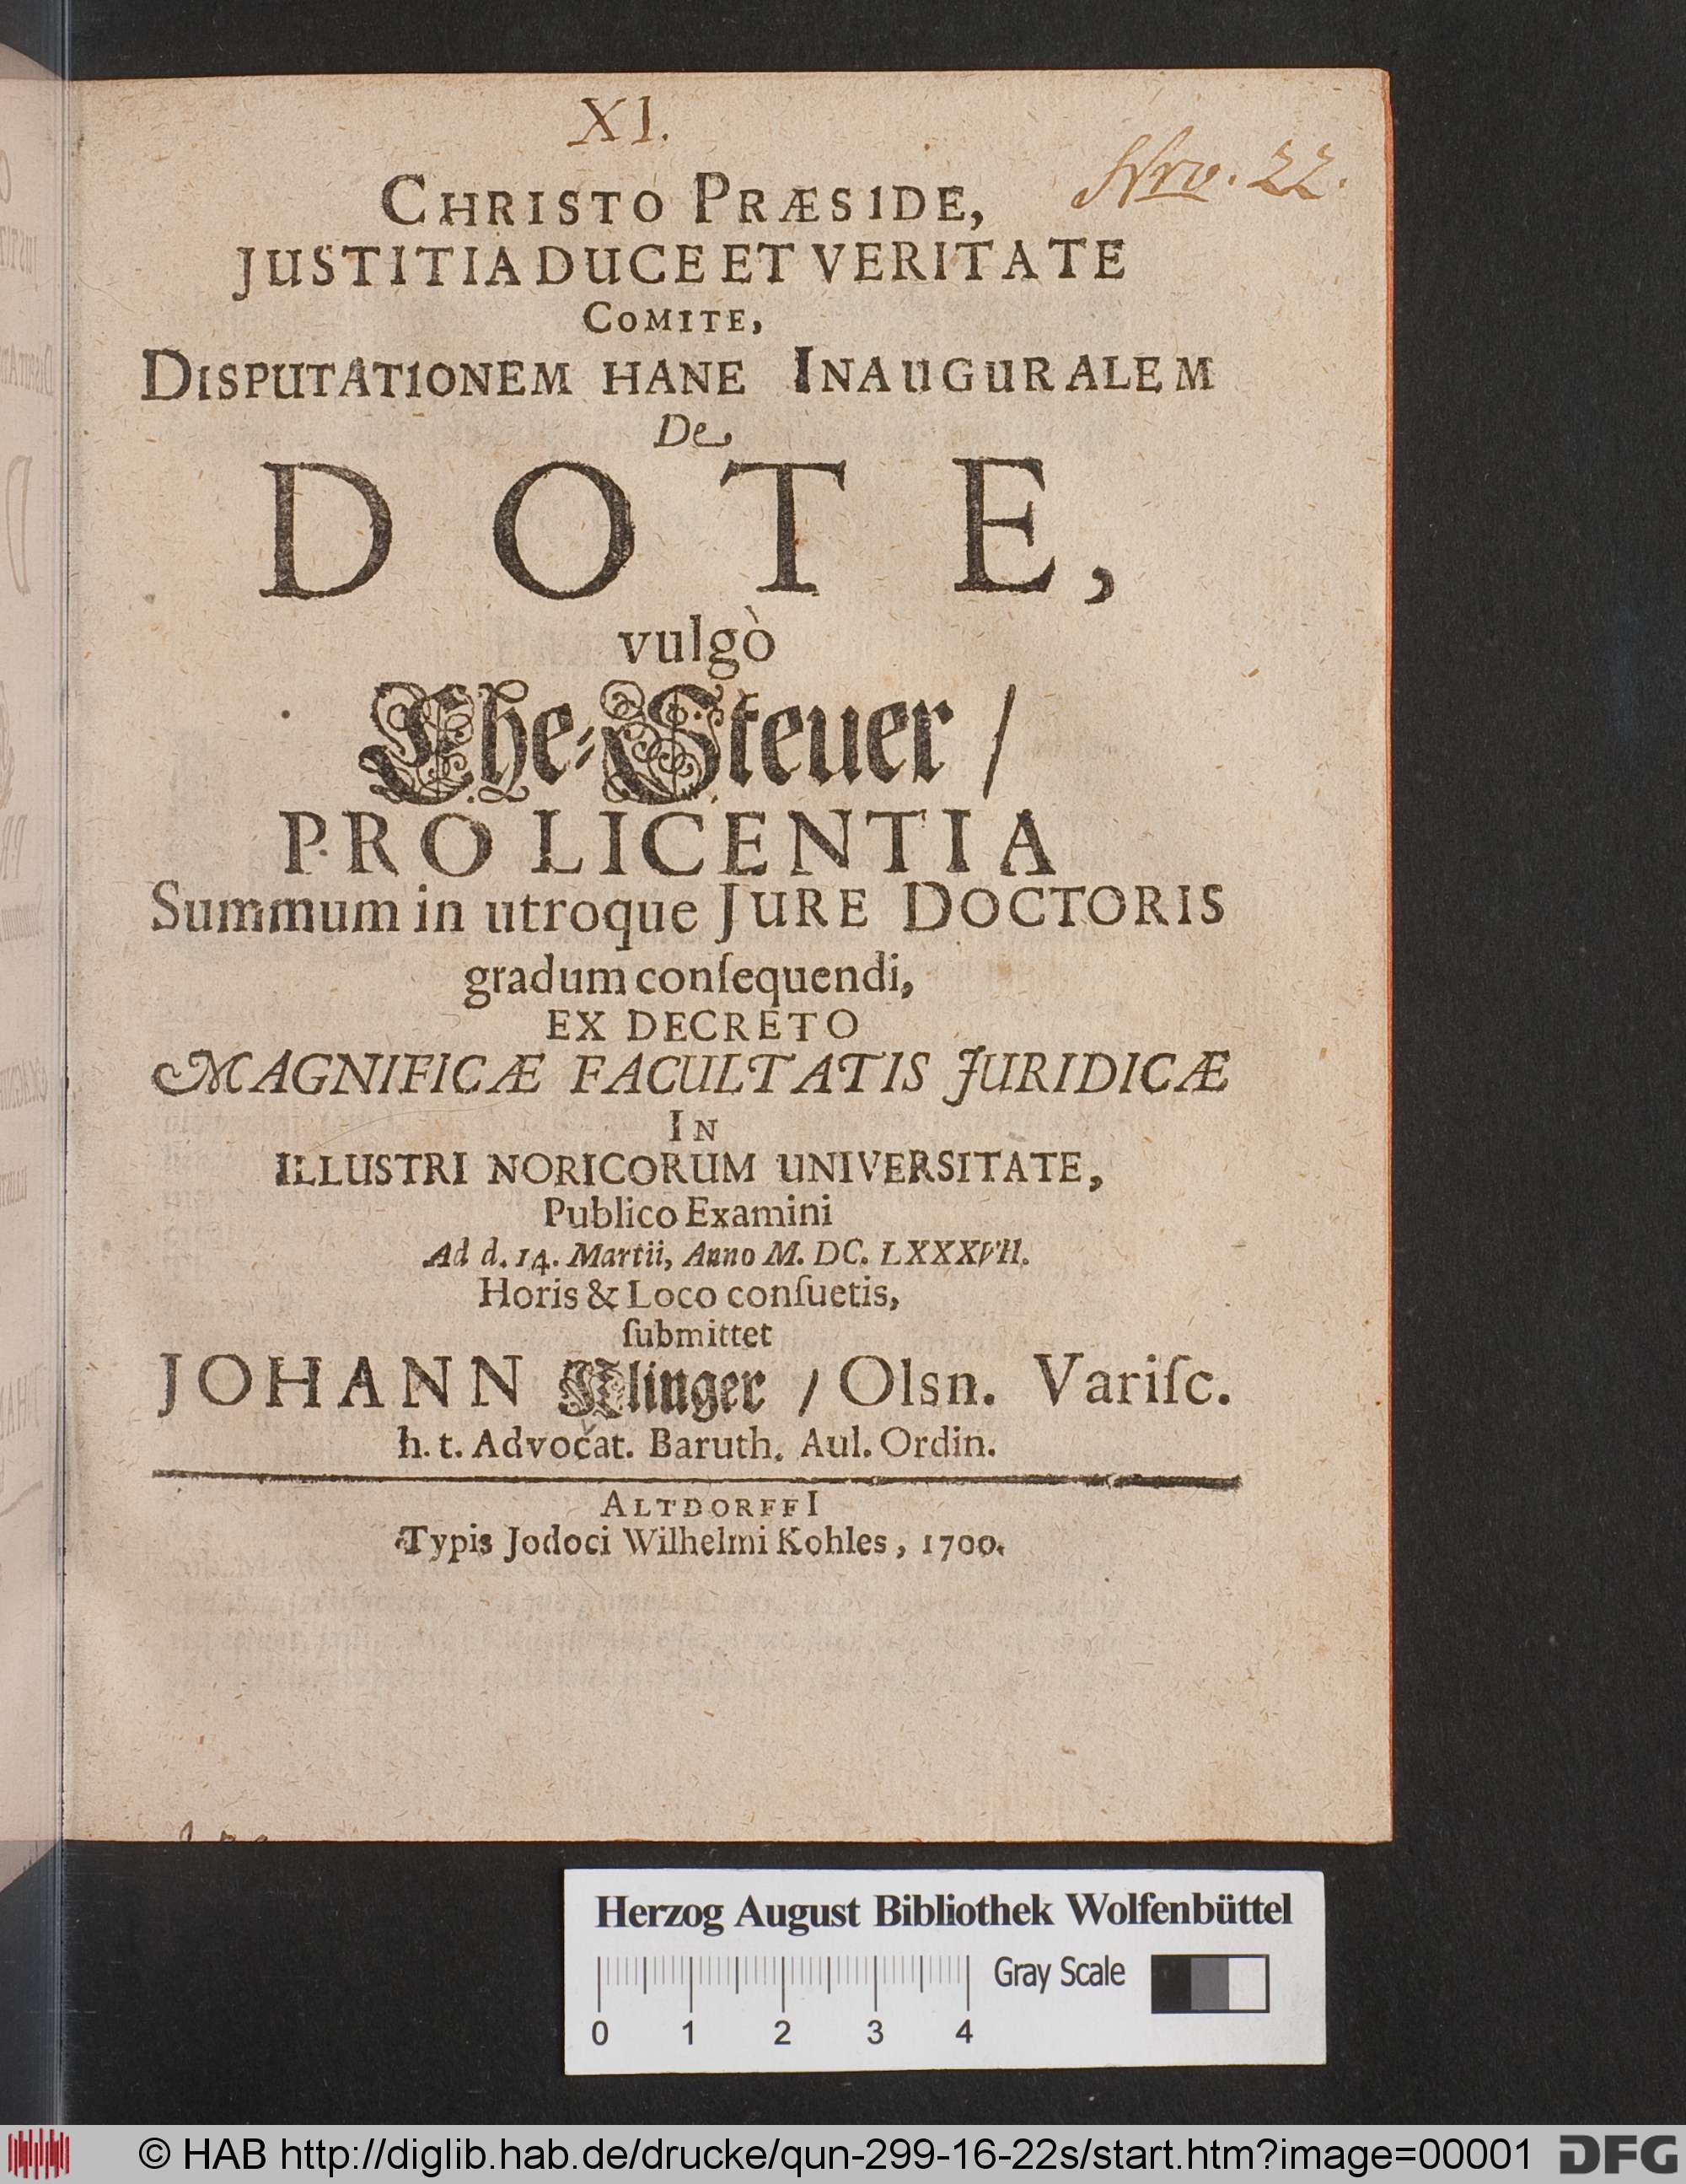 XI.
Nro. 22.
CHRISTO PRÆSIDE,
JUSTITIA DUCE ET VERITATE
COMITE,
DISPUTATIONEM HANE INAUGURALEM
De
DOTE,
vulgò
Ehe-Steuer /
PRO LICENTIA
Summum in utroque JURE DOCTORIS
gradum conſequendi,
EX DECRETO
MAGNIFICÆ FACULTATIS JURIDICÆ
IN
ILLUSTRI NORICORUM UNIVERSITATE,
Publico Examini
Ad d. 14. Martii, Anno M. DC. LXXXVII.
Horis & Loco conſuetis,
ſubmittet
JOHANN Klinger / Olsn. Variſc.
h. t. Advocat. Baruth. Aul. Ordin.
ALTDORFFI
Typis Jodoci Wilhelmi Kohles, 1700.
Herzog August Bibliothek Wolfenbüttel
Gray Scale
0 1 2 3 4
© HAB http://diglib.hab.de/drucke/qun-299-16-22s/start.htm?image=00001
DFG